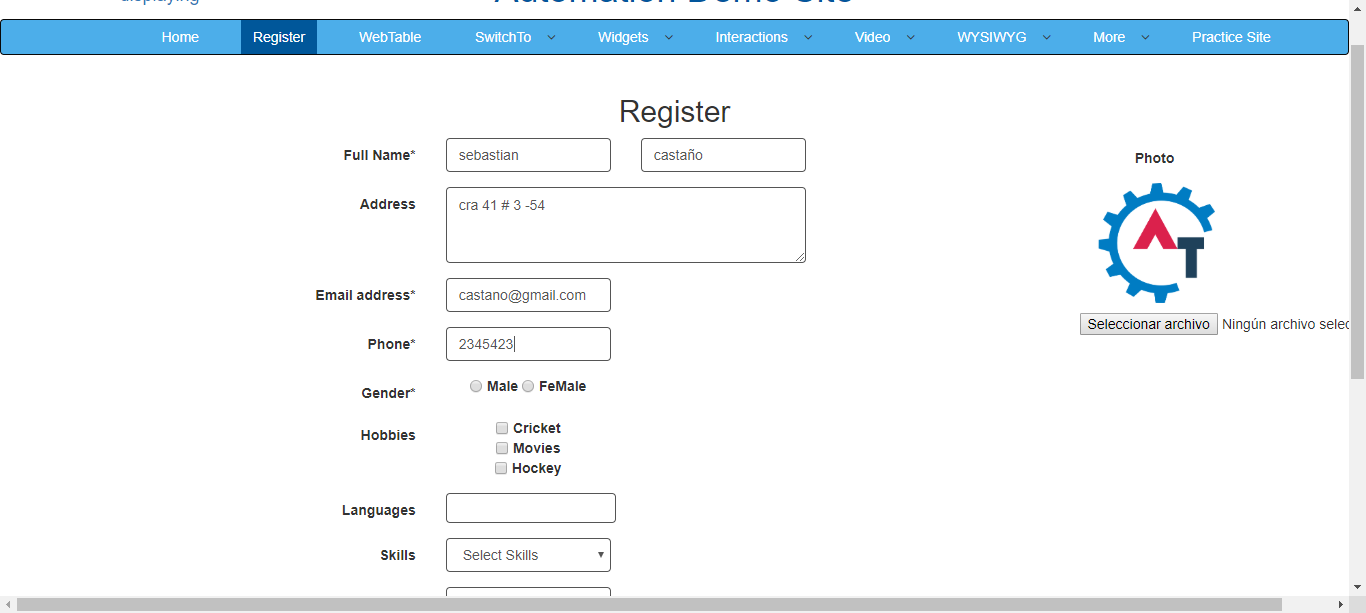 displaying
Automation Demo Site
Home Register WebTable SwitchTo Widgets Interactions Video WYSIWYG More Practice Site
Register
Full Name* sebastian castaño
Photo
Address cra 41 # 3 -54
AT
Email address* castano@gmail.com
Seleccionar archivo Ningún archivo selec
Phone* 2345423
Gender* Male FeMale
Hobbies Cricket
Movies
Hockey
Languages
Skills Select Skills